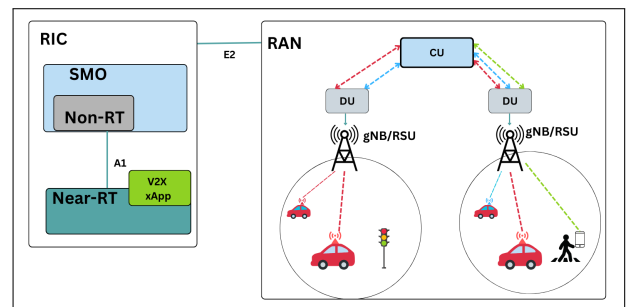 RIC
SMO
Non-RT
A1
V2X
xApp
Near-RT
E2
RAN
CU
DU
DU
gNB/RSU
gNB/RSU